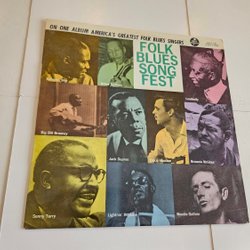 ON ONE ALBUM AMERICA'S GREATEST FOLK BLUES SINGERS
FOLK
BLUES
SONG
FEST
Leadbelly
Big Bill Broonzy
Jack Dupree
Brownie McGhee
Sonny Terry
Lightnin' Hopkins
Woodie Guthrie